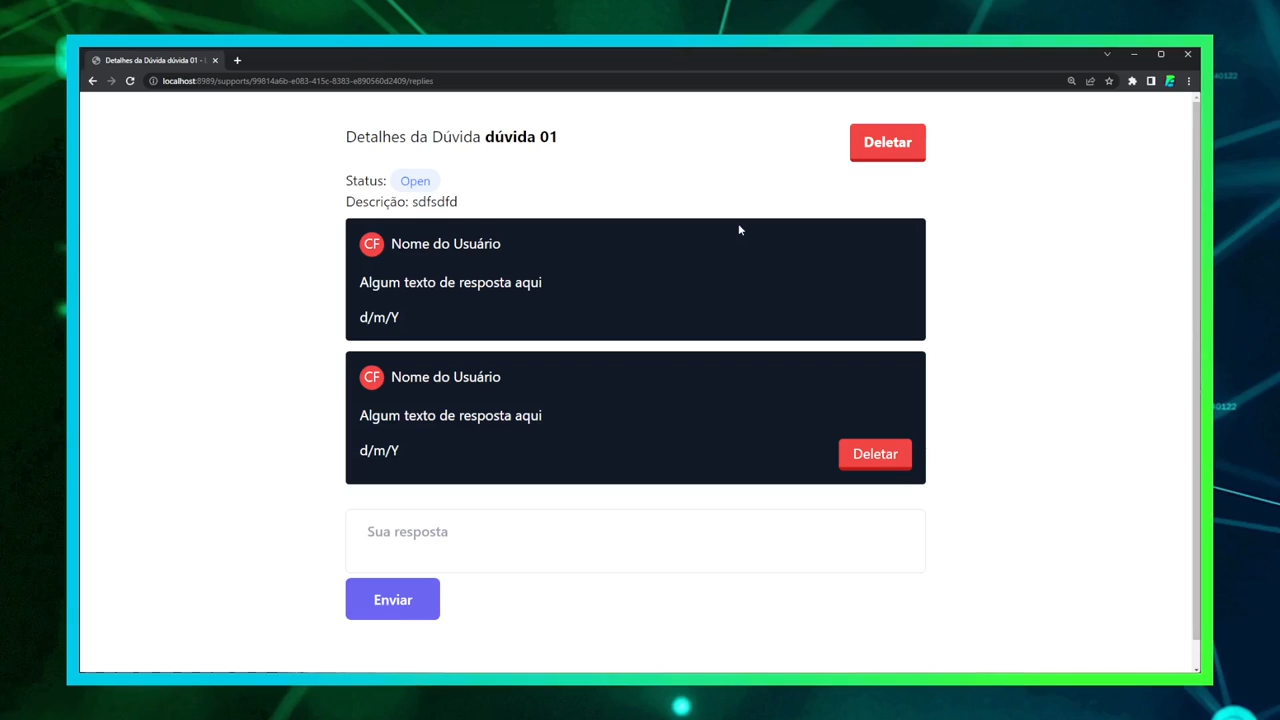 Detalhes da Dúvida dúvida 01 -
localhost:8989/supports/99814a6b-e083-415c-8383-e890560d2409/replies
Detalhes da Dúvida dúvida 01
Deletar
Status: Open
Descrição: sdfsdfd
CF Nome do Usuário
Algum texto de resposta aqui
d/m/Y
CF Nome do Usuário
Algum texto de resposta aqui
d/m/Y
Deletar
Sua resposta
Enviar
40122
00122